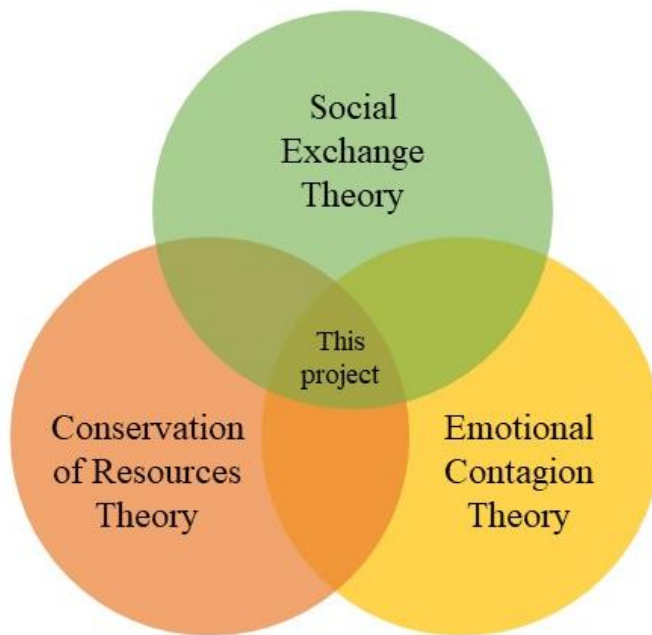 Social
Exchange
Theory
This
project
Conservation
of Resources
Theory
Emotional
Contagion
Theory